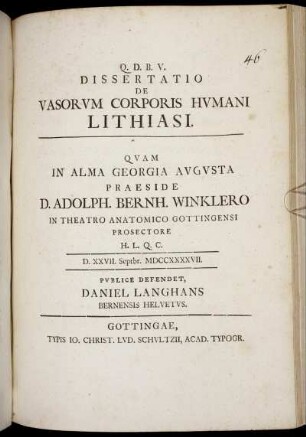 46
Q. D. B. V.
DISSERTATIO
DE
VASORVM CORPORIS HVMANI
LITHIASI.
QVAM
IN ALMA GEORGIA AVGVSTA
PRAESIDE
D. ADOLPH. BERNH. WINKLERO
IN THEATRO ANATOMICO GOTTINGENSI
PROSECTORE
H. L. Q. C.
D. XXVII. Septbr. MDCCXXXXVII.
PVBLICE DEFENDET,
DANIEL LANGHANS
BERNENSIS HELVETVS.
GOTTINGAE,
TYPIS IO. CHRIST. LVD. SCHVLTZII, ACAD. TYPOGR.